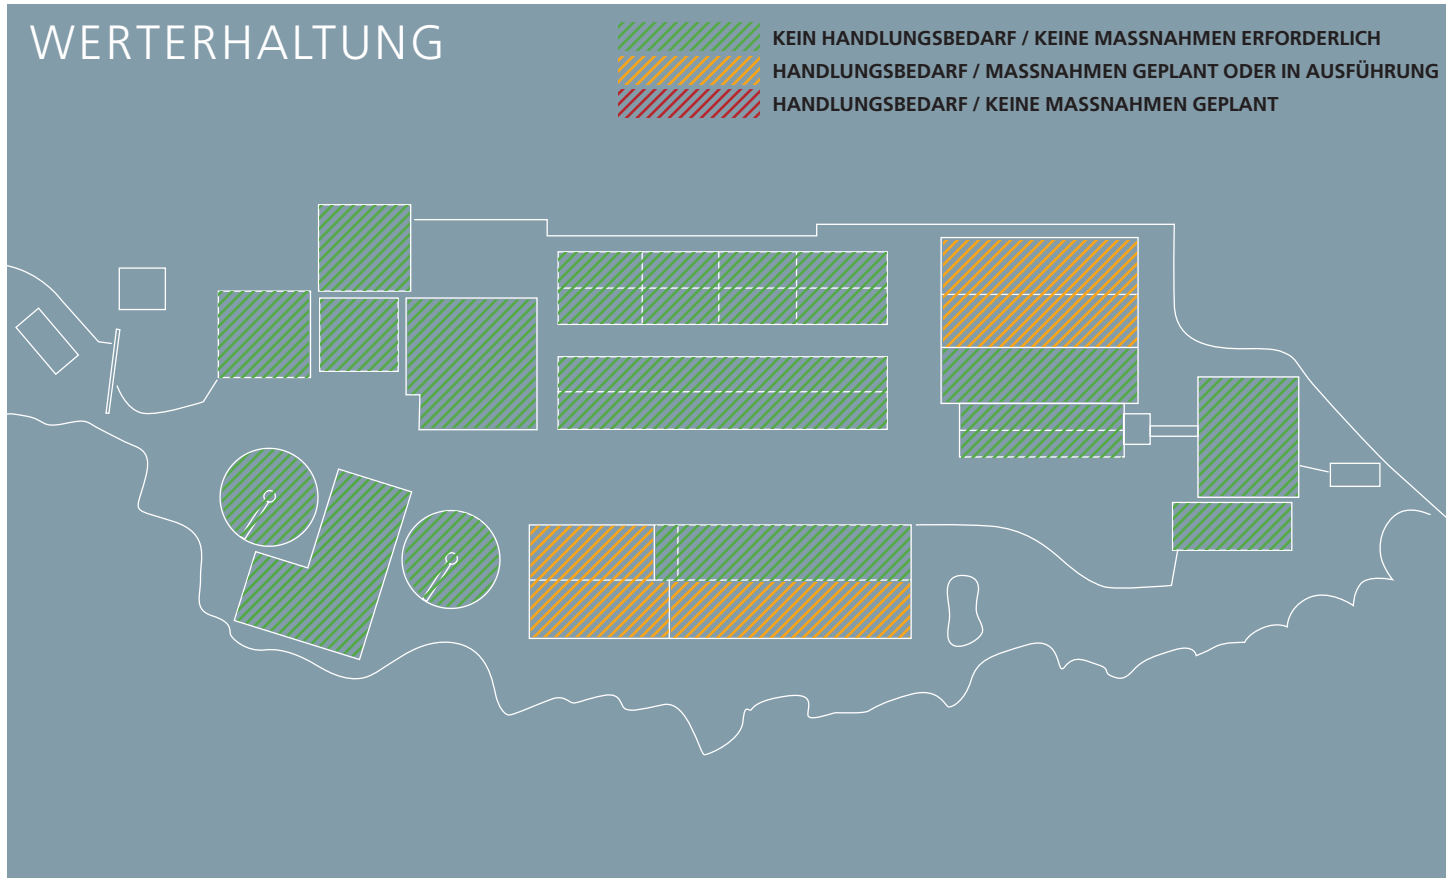 WERTERHALTUNG
KEIN HANDLUNGSBEDARF / KEINE MASSNAHMEN ERFORDERLICH
HANDLUNGSBEDARF / MASSNAHMEN GEPLANT ODER IN AUSFÜHRUNG
HANDLUNGSBEDARF / KEINE MASSNAHMEN GEPLANT